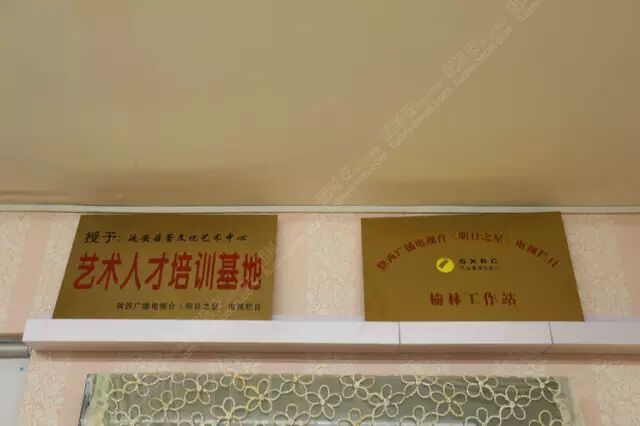 授予：延安蓓蕾文化艺术中心
艺术人才培训基地
陕西广播电视台《明日之星》电视栏目
陕西广播电视台《明日之星》电视栏目
SXBC
榆林工作站